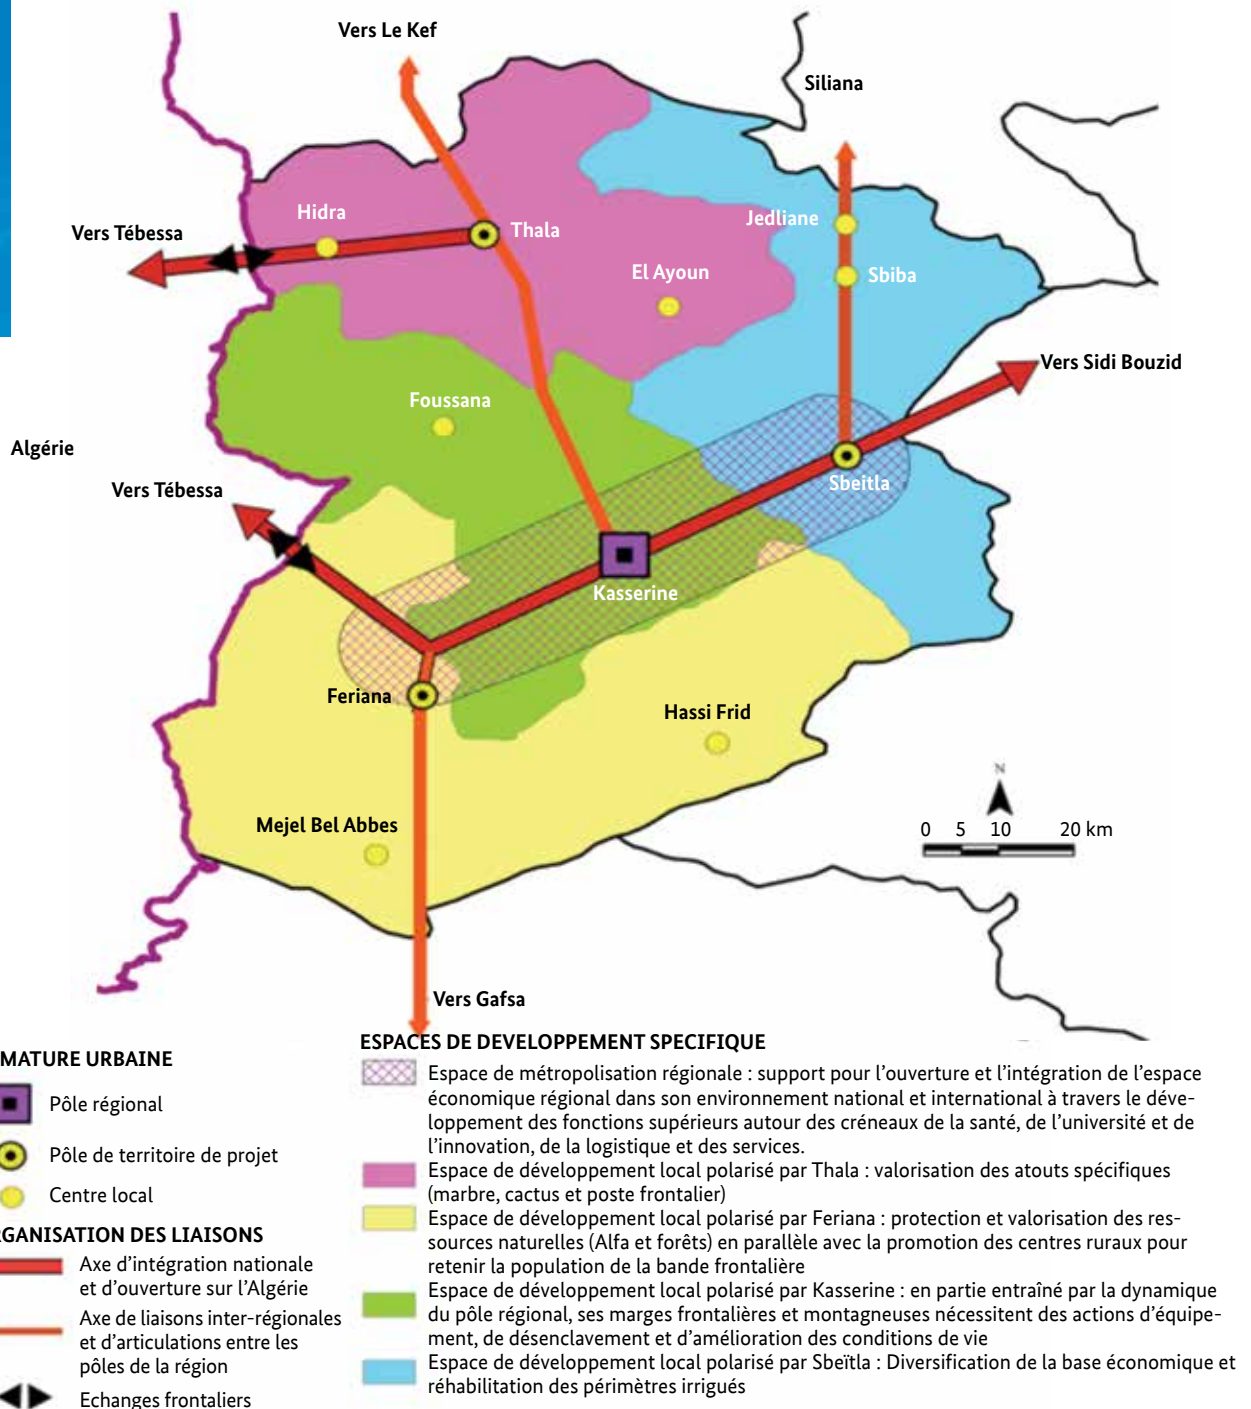 Vers Le Kef
Siliana
Hidra
Thala
Jedliane
Vers Tébessa
El Ayoun
Sbiba
Vers Sidi Bouzid
Foussana
Algérie
Vers Tébessa
Sbeitla
Kasserine
Feriana
Hassi Frid
N
Mejel Bel Abbes
0 5 10 20 km
Vers Gafsa
MATURE URBAINE
Pôle régional
Pôle de territoire de projet
Centre local
GANISATION DES LIAISONS
Axe d'intégration nationale
et d'ouverture sur l'Algérie
Axe de liaisons inter-régionales
et d'articulations entre les
pôles de la région
Echanges frontaliers
ESPACES DE DEVELOPPEMENT SPECIFIQUE
Espace de métropolisation régionale : support pour l'ouverture et l'intégration de l'espace
économique régional dans son environnement national et international à travers le déve-
loppement des fonctions supérieurs autour des créneaux de la santé, de l'université et de
l'innovation, de la logistique et des services.
Espace de développement local polarisé par Thala : valorisation des atouts spécifiques
(marbre, cactus et poste frontalier)
Espace de développement local polarisé par Feriana : protection et valorisation des res-
sources naturelles (Alfa et forêts) en parallèle avec la promotion des centres ruraux pour
retenir la population de la bande frontalière
Espace de développement local polarisé par Kasserine : en partie entraîné par la dynamique
du pôle régional, ses marges frontalières et montagneuses nécessitent des actions d'équipe-
ment, de désenclavement et d'amélioration des conditions de vie
Espace de développement local polarisé par Sbeïtla : Diversification de la base économique et
réhabilitation des périmètres irrigués